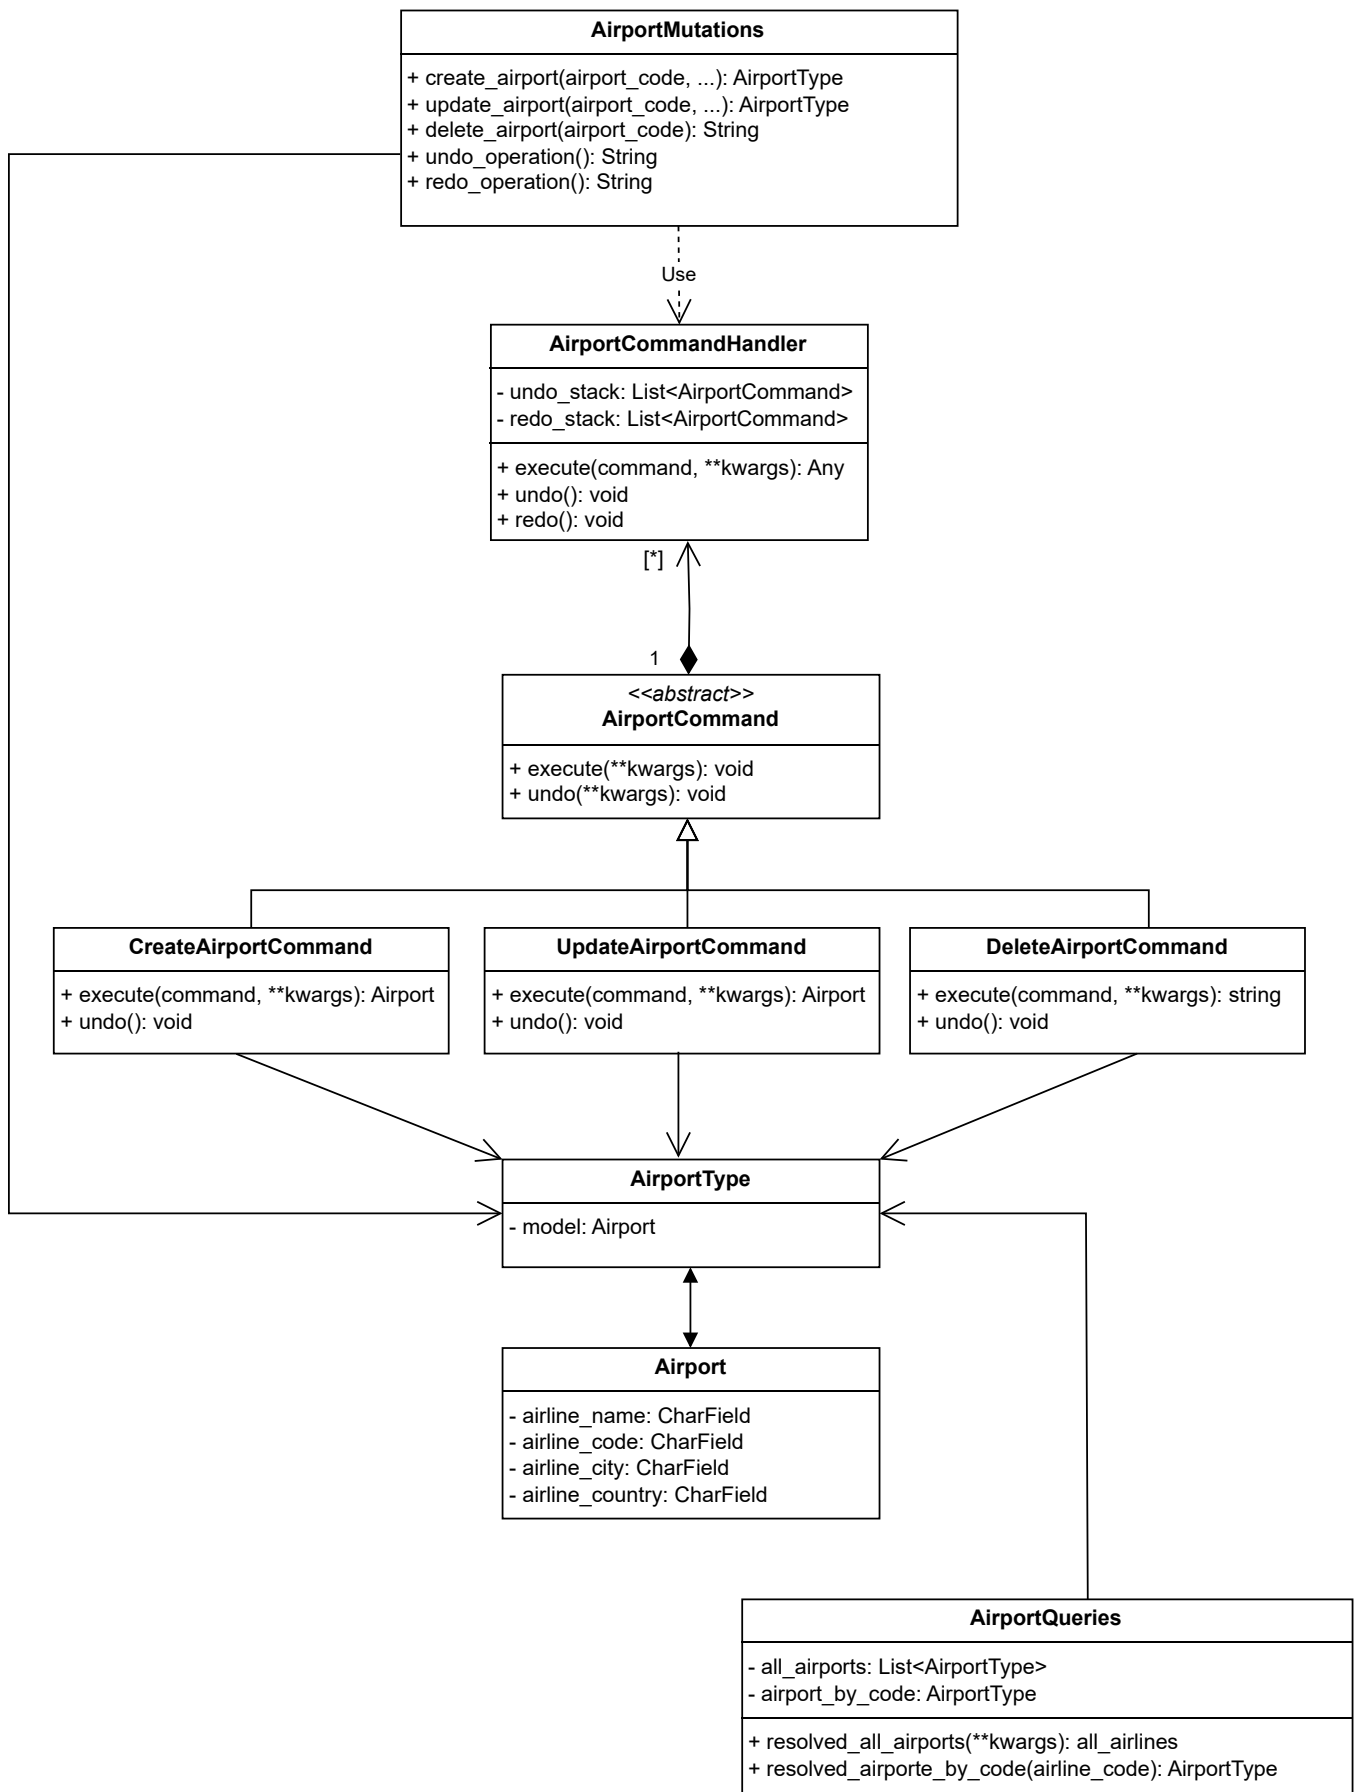 AirportMutations
+ create_airport(airport_code, ...): AirportType
+ update_airport(airport_code, ...): AirportType
+ delete_airport(airport_code): String
+ undo_operation(): String
+ redo_operation(): String
Use
AirportCommandHandler
- undo_stack: List<AirportCommand>
- redo_stack: List<AirportCommand>
+ execute(command, **kwargs): Any
+ undo(): void
+ redo(): void
[*]
1
<<abstract>>
AirportCommand
+ execute(**kwargs): void
+ undo(**kwargs): void
CreateAirportCommand
+ execute(command, **kwargs): Airport
+ undo(): void
UpdateAirportCommand
+ execute(command, **kwargs): Airport
+ undo(): void
DeleteAirportCommand
+ execute(command, **kwargs): string
+ undo(): void
AirportType
- model: Airport
Airport
- airline_name: CharField
- airline_code: CharField
- airline_city: CharField
- airline_country: CharField
AirportQueries
- all_airports: List<AirportType>
- airport_by_code: AirportType
+ resolved_all_airports(**kwargs): all_airlines
+ resolved_airporte_by_code(airline_code): AirportType